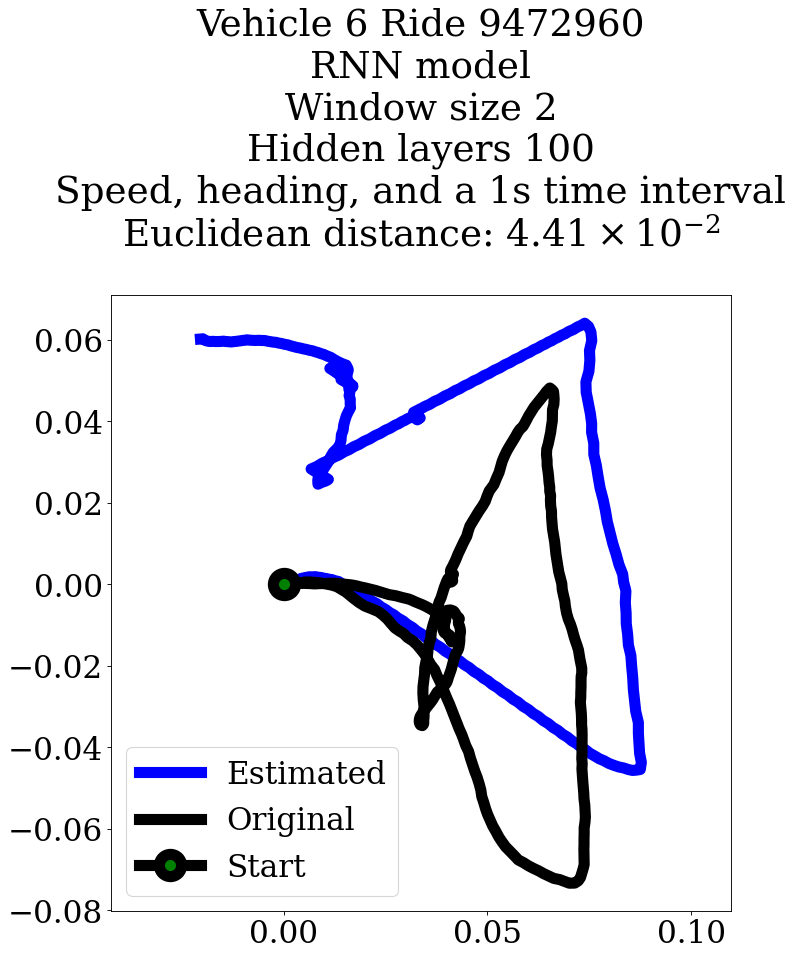 Vehicle 6 Ride 9472960
RNN model
Window size 2
Hidden layers 100
Speed, heading, and a 1s time interval
Euclidean distance: 4.41 × 10⁻²
0.06
0.04
0.02
0.00
−0.02
−0.04
−0.06
−0.08
Estimated
Original
Start
0.00 0.05 0.10